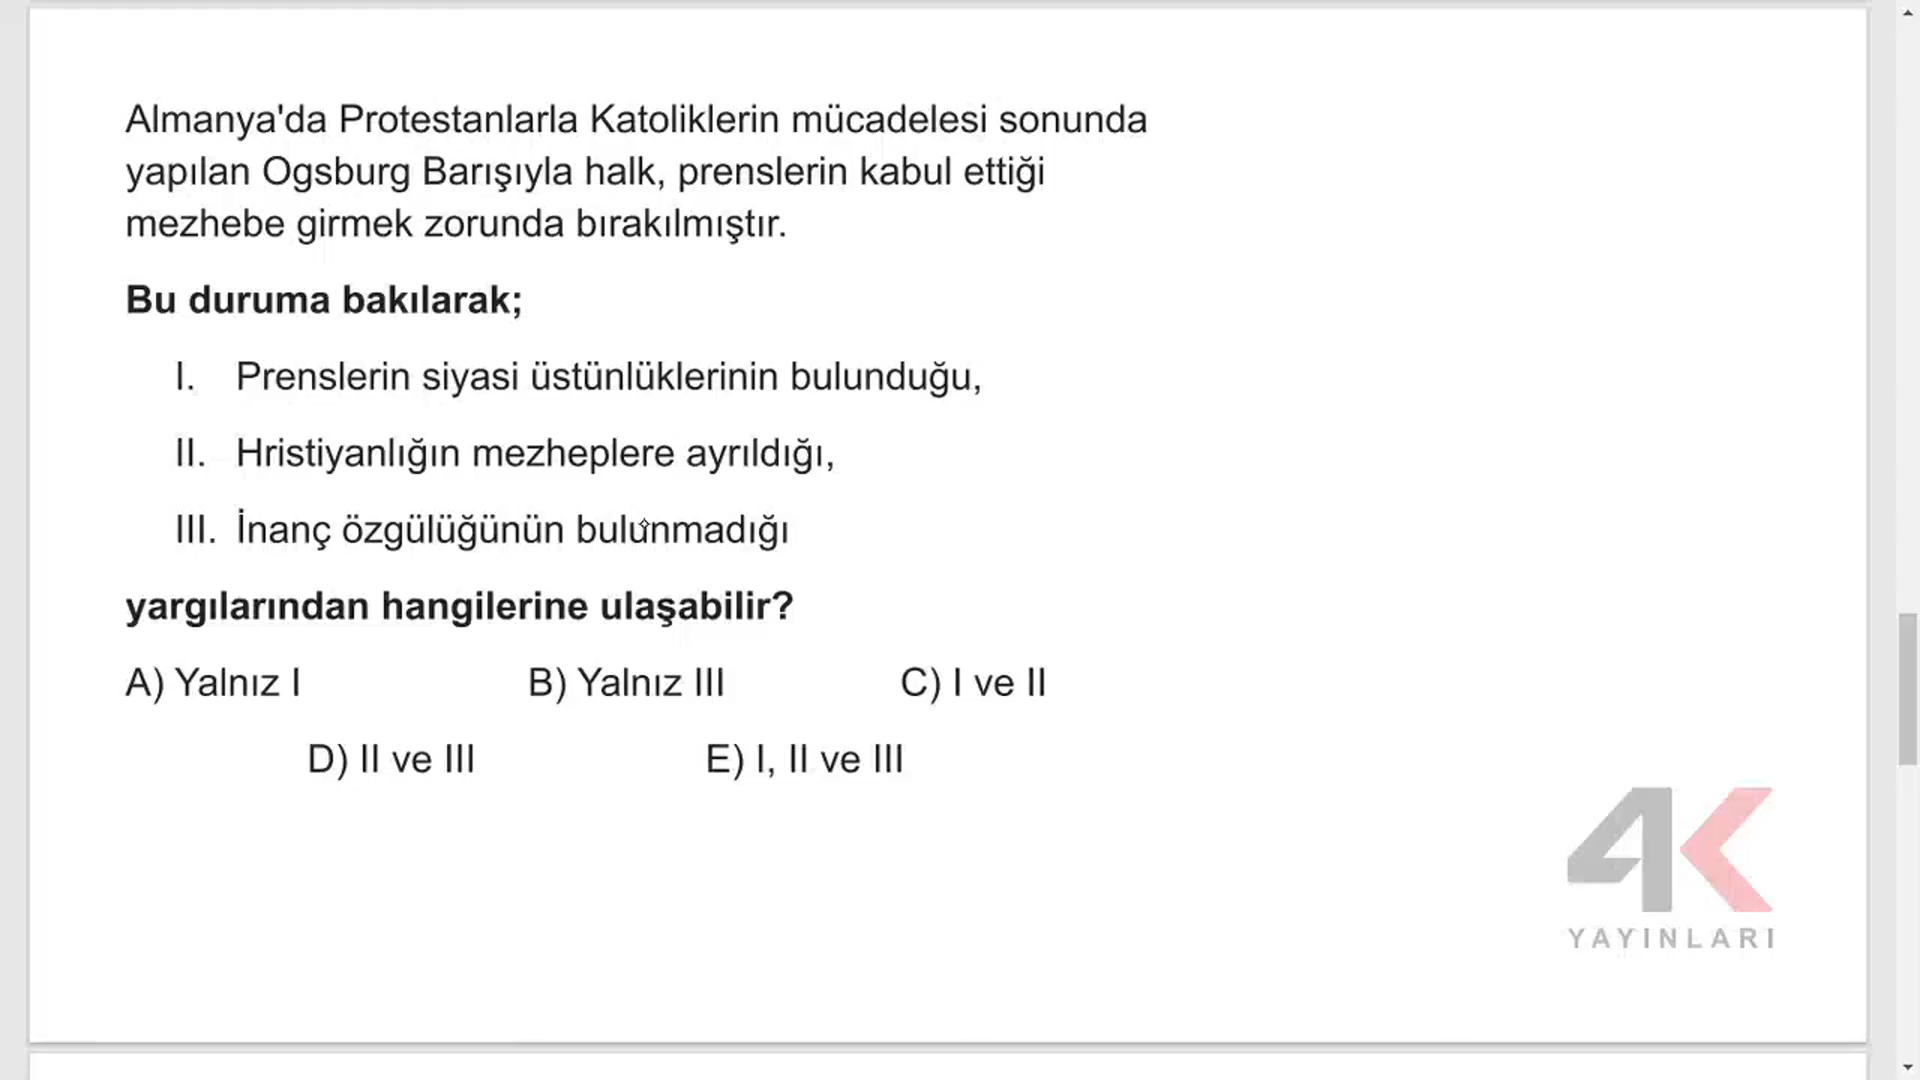 Almanya'da Protestanlarla Katoliklerin mücadelesi sonunda
yapılan Ogsburg Barışıyla halk, prenslerin kabul ettiği
mezhebe girmek zorunda bırakılmıştır.
Bu duruma bakılarak;
I. Prenslerin siyasi üstünlüklerinin bulunduğu,
II. Hristiyanlığın mezheplere ayrıldığı,
III. İnanç özgülüğünün bulunmadığı
yargılarından hangilerine ulaşabilir?
A) Yalnız I B) Yalnız III C) I ve II
D) II ve III E) I, II ve III
4K
YAYINLARI